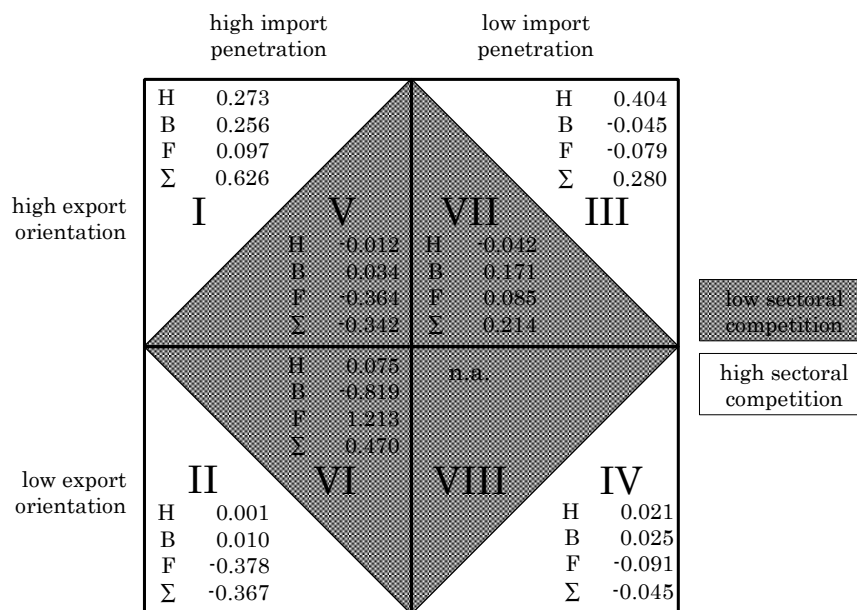 high import
penetration
low import
penetration
H 0.273
B 0.256
F 0.097
Σ 0.626
H 0.404
B -0.045
F -0.079
Σ 0.280
high export
orientation
I
V
VII
III
H -0.012
B 0.034
F -0.364
Σ -0.342
H -0.042
B 0.171
F 0.085
Σ 0.214
low sectoral
competition
H 0.075
B -0.819
F 1.213
Σ 0.470
n.a.
high sectoral
competition
low export
orientation
II
VI
VIII
IV
H 0.001
B 0.010
F -0.378
Σ -0.367
H 0.021
B 0.025
F -0.091
Σ -0.045